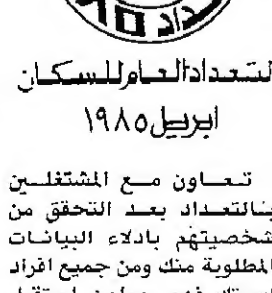 التعداد العام للسكان
ابريل ١٩٨٥
تعاون مع المشتغلين
بالتعداد بعد التحقق من
شخصيتهم بادلاء البيانات
المطلوبة منك ومن جميع افراد